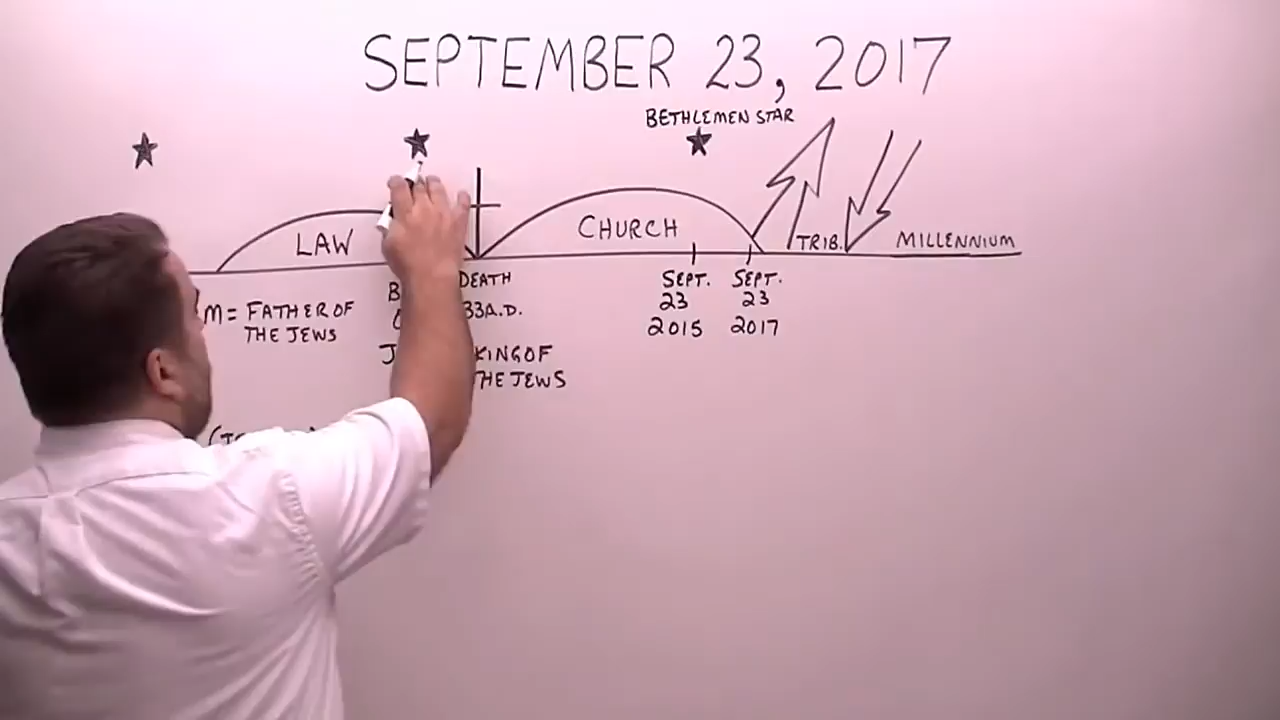 SEPTEMBER 23, 2017
BETHLEMEN STAR
LAW
CHURCH
TRIB.
MILLENNIUM
M = FATHER OF
THE JEWS
DEATH
33A.D.
KING OF
THE JEWS
SEPT.
23
2015
SEPT.
23
2017